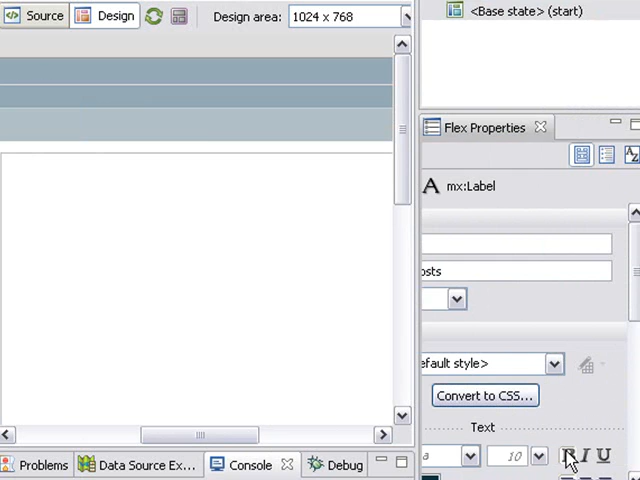 Source Design Design area: 1024 x 768
<Base state> (start)
Flex Properties
mx:Label
osts
efault style>
Convert to CSS...
Text
a 10 B I U
Problems Data Source Ex... Console Debug